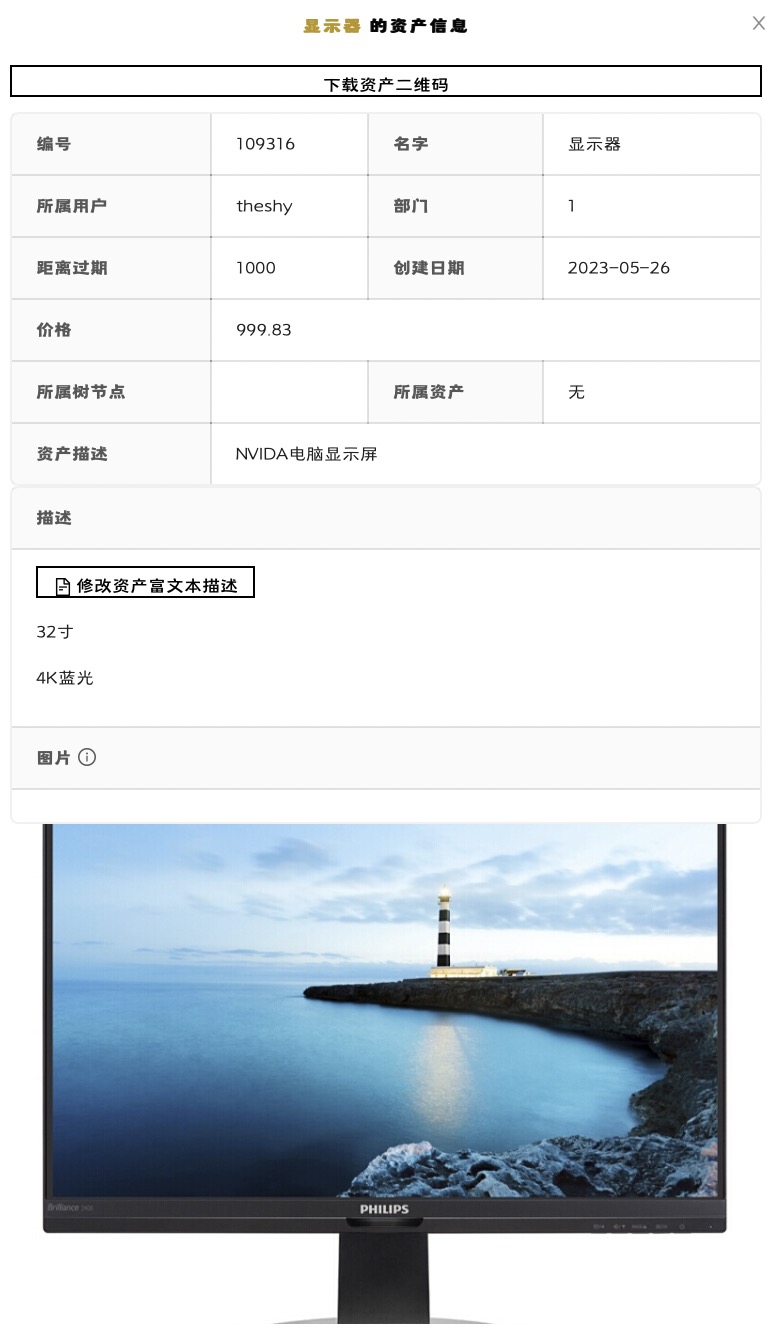 显示器 的资产信息
下载资产二维码
编号 109316 名字 显示器
所属用户 theshy 部门 1
距离过期 1000 创建日期 2023-05-26
价格 999.83
所属树节点 所属资产 无
资产描述 NVIDA电脑显示屏
描述
修改资产富文本描述
32寸
4K蓝光
图片
Brilliance
PHILIPS